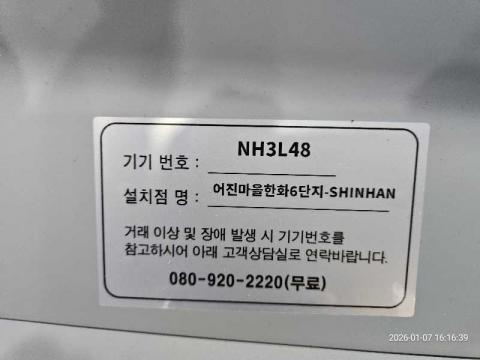 기기 번호 : NH3L48
설치점 명 : 어진마을한화6단지-SHINHAN
거래 이상 및 장애 발생 시 기기번호를
참고하시어 아래 고객상담실로 연락바랍니다.
080-920-2220(무료)
2026-01-07 16:16:39